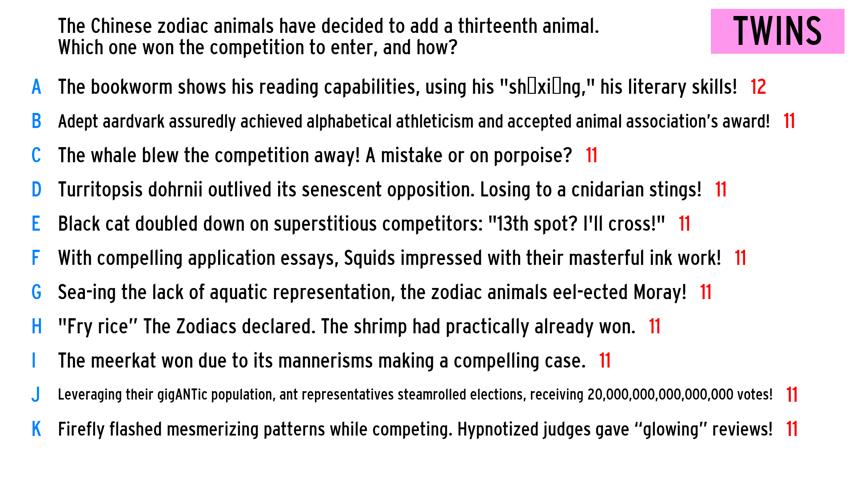 The Chinese zodiac animals have decided to add a thirteenth animal.
TWINS
Which one won the competition to enter, and how?
A The bookworm shows his reading capabilities, using his "sh▯xi▯ng," his literary skills! 12
B Adept aardvark assuredly achieved alphabetical athleticism and accepted animal association's award! 11
C The whale blew the competition away! A mistake or on porpoise? 11
D Turritopsis dohrnii outlived its senescent opposition. Losing to a cnidarian stings! 11
E Black cat doubled down on superstitious competitors: "13th spot? I'll cross!" 11
F With compelling application essays, Squids impressed with their masterful ink work! 11
G Sea-ing the lack of aquatic representation, the zodiac animals eel-ected Moray! 11
H "Fry rice” The Zodiacs declared. The shrimp had practically already won. 11
I The meerkat won due to its mannerisms making a compelling case. 11
J Leveraging their gigANTic population, ant representatives steamrolled elections, receiving 20,000,000,000,000,000 votes! 11
K Firefly flashed mesmerizing patterns while competing. Hypnotized judges gave “glowing” reviews! 11